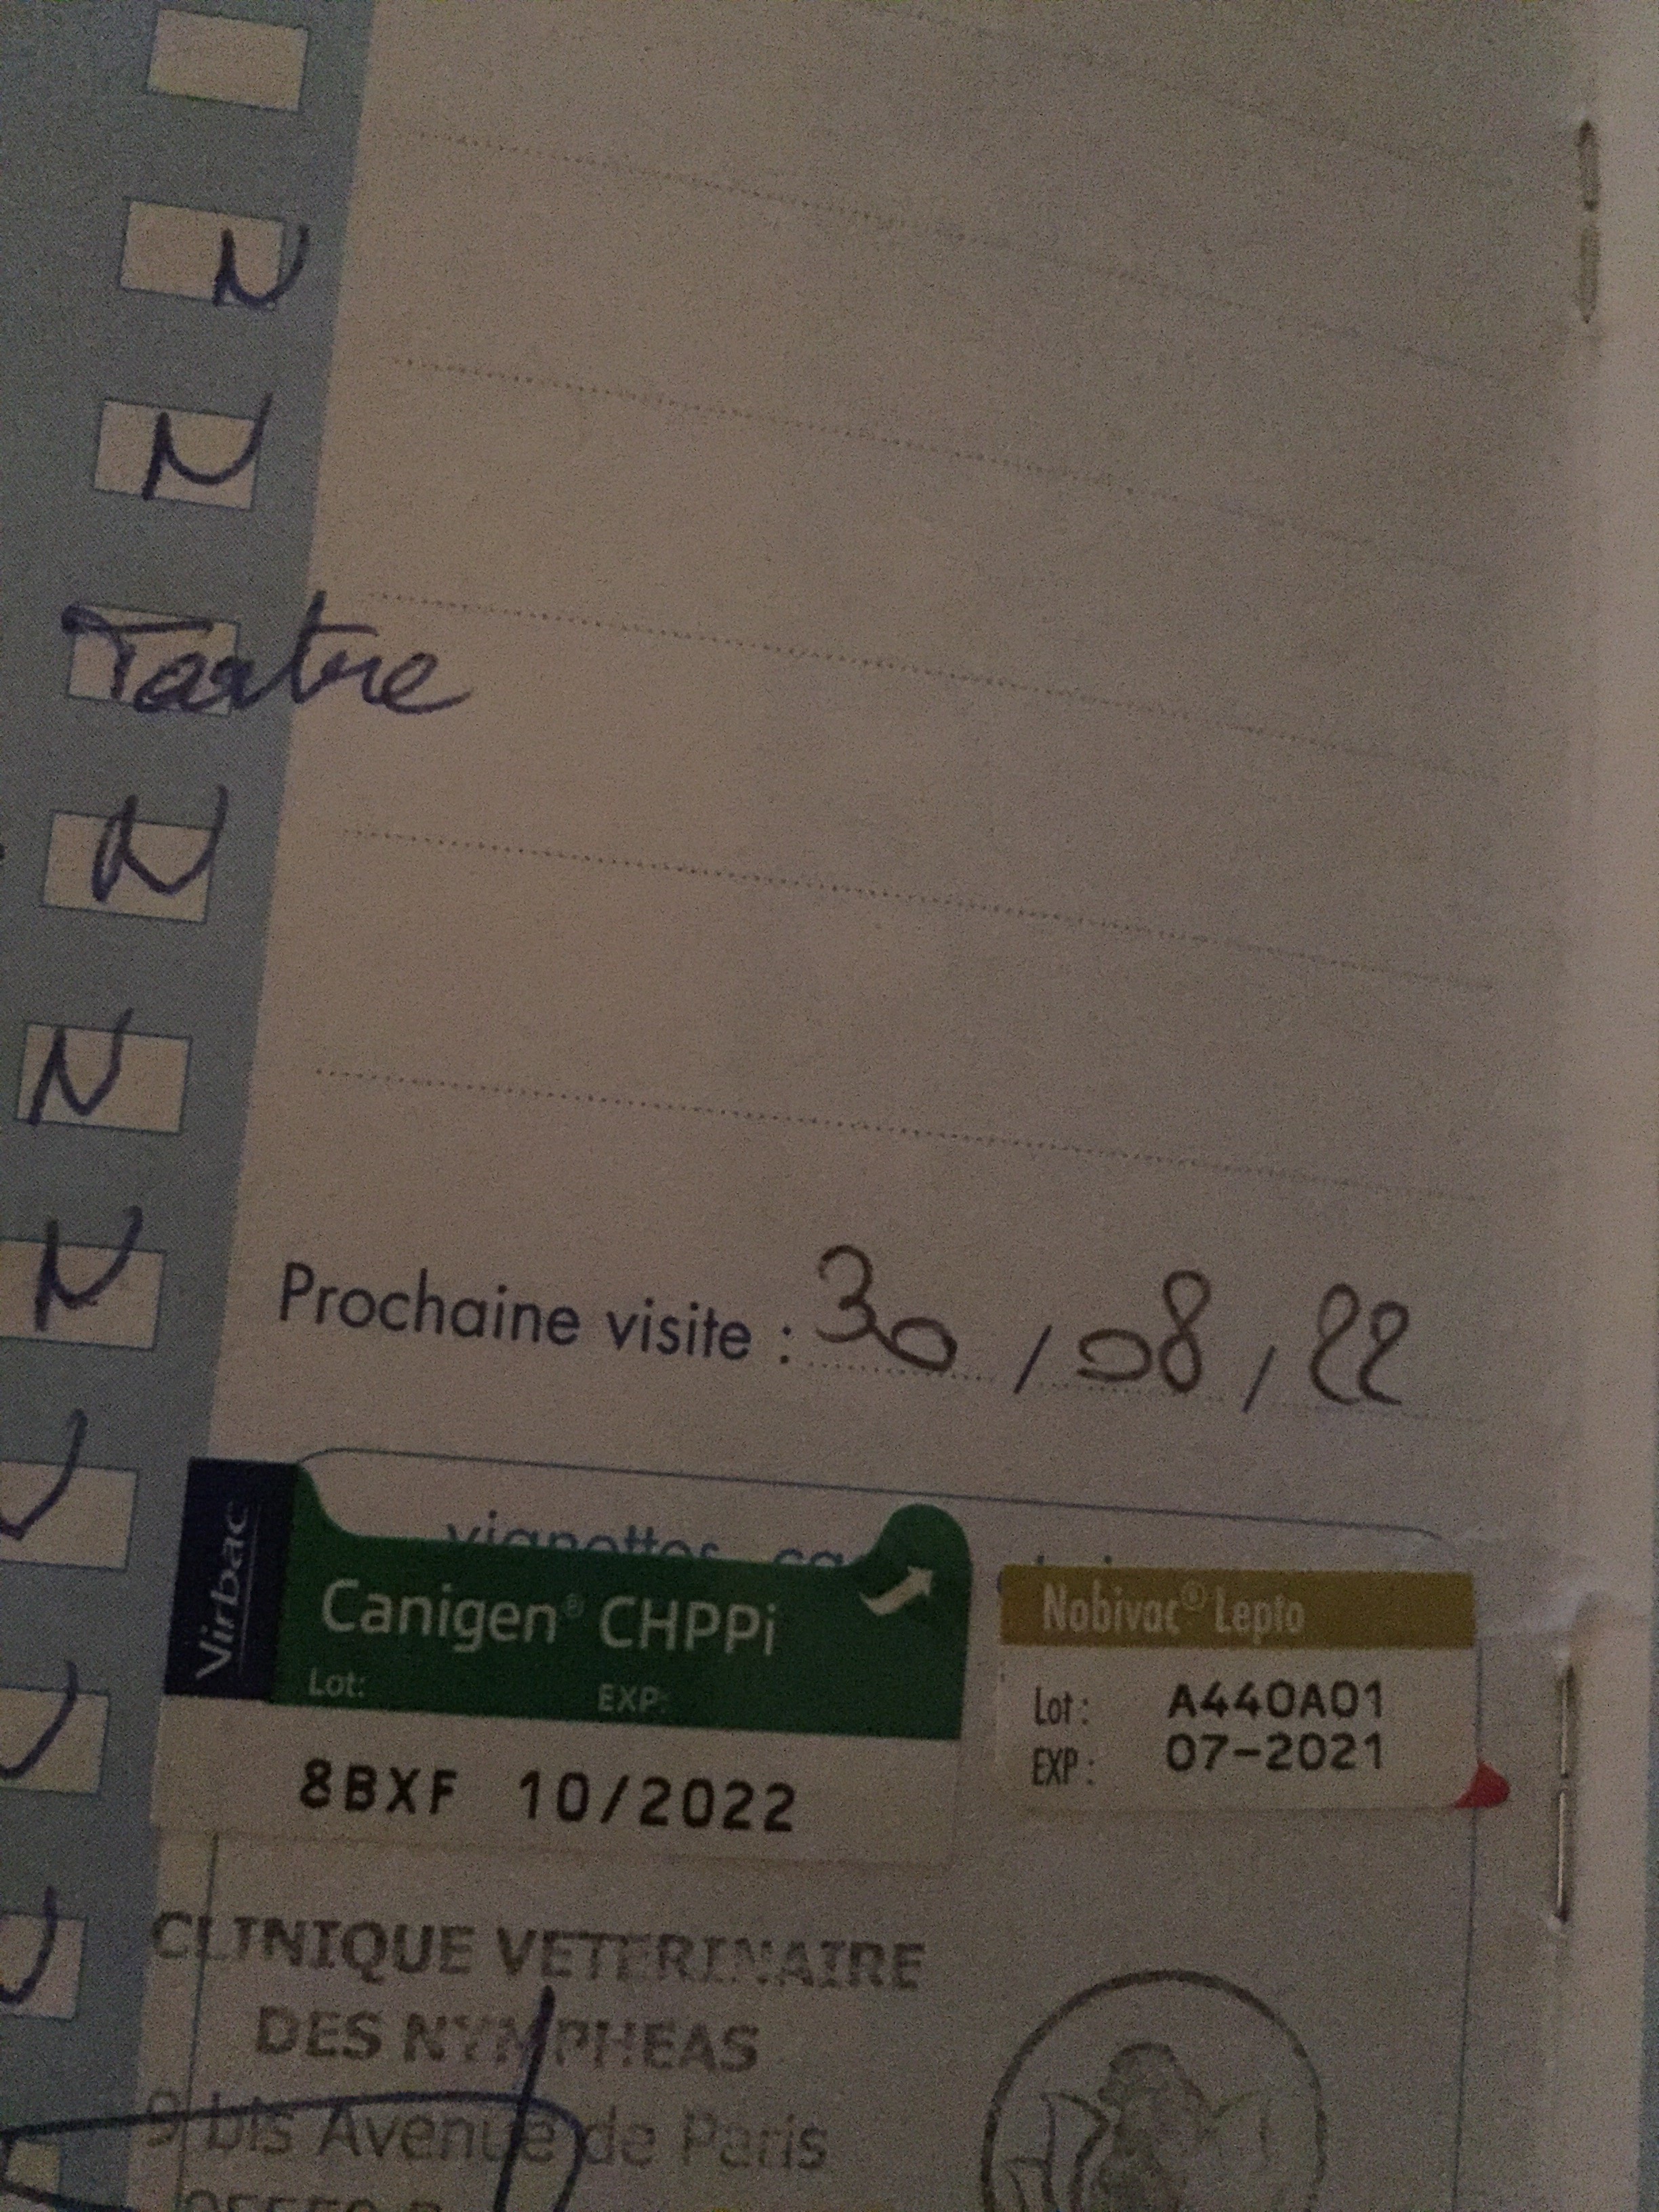 N
N
Tartre
N
N
N
Prochaine visite : 30 / 08 / 22
vignettes
Virbac
Canigen® CHPPi
Lot: EXP:
8BXF 10/2022
Nobivac® Lepto
Lot : A440A01
EXP : 07-2021
CLINIQUE VETERINAIRE
DES NYMPHEAS
9 bis Avenue de Paris